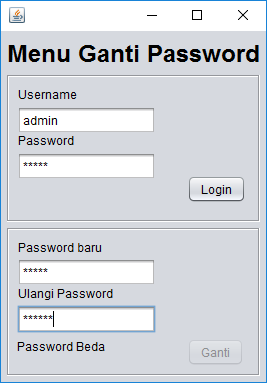 Menu Ganti Password
Username
admin
Password
*****
Login
Password baru
*****
Ulangi Password
******
Password Beda
Ganti